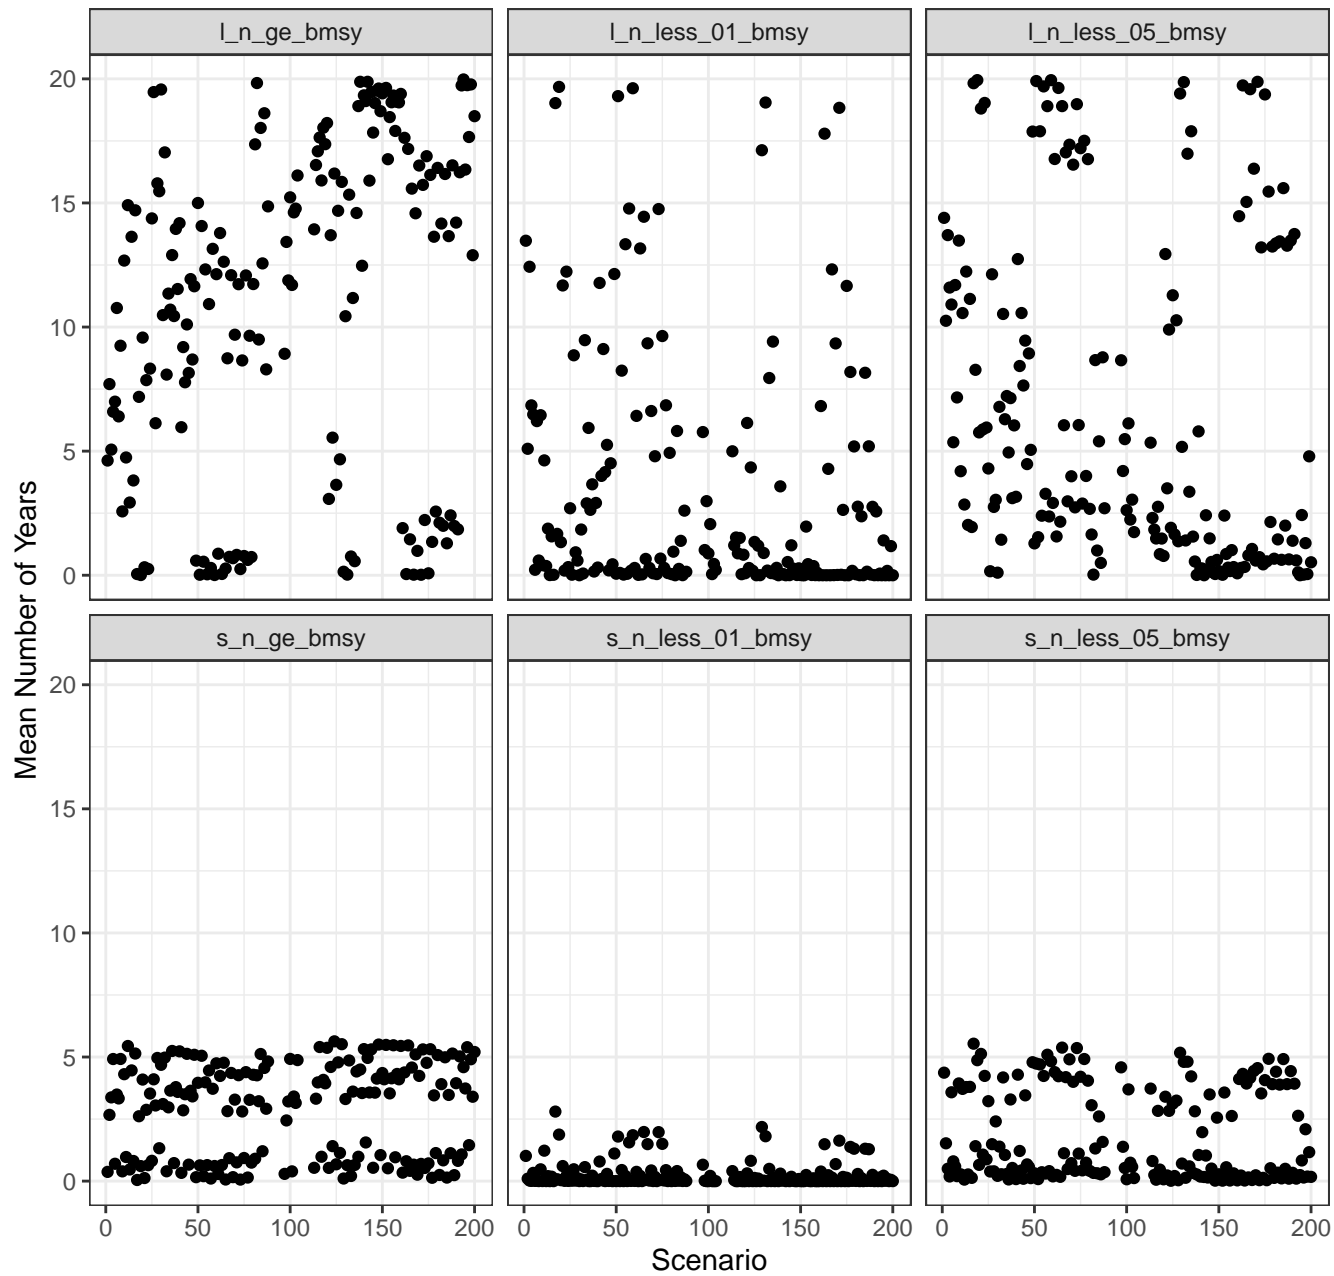 l_n_ge_bmsy
l_n_less_01_bmsy
l_n_less_05_bmsy
20
15
10
5
0
s_n_ge_bmsy
s_n_less_01_bmsy
s_n_less_05_bmsy
20
15
10
5
0
0 50 100 150 200
0 50 100 150 200
0 50 100 150 200
Scenario
Mean Number of Years